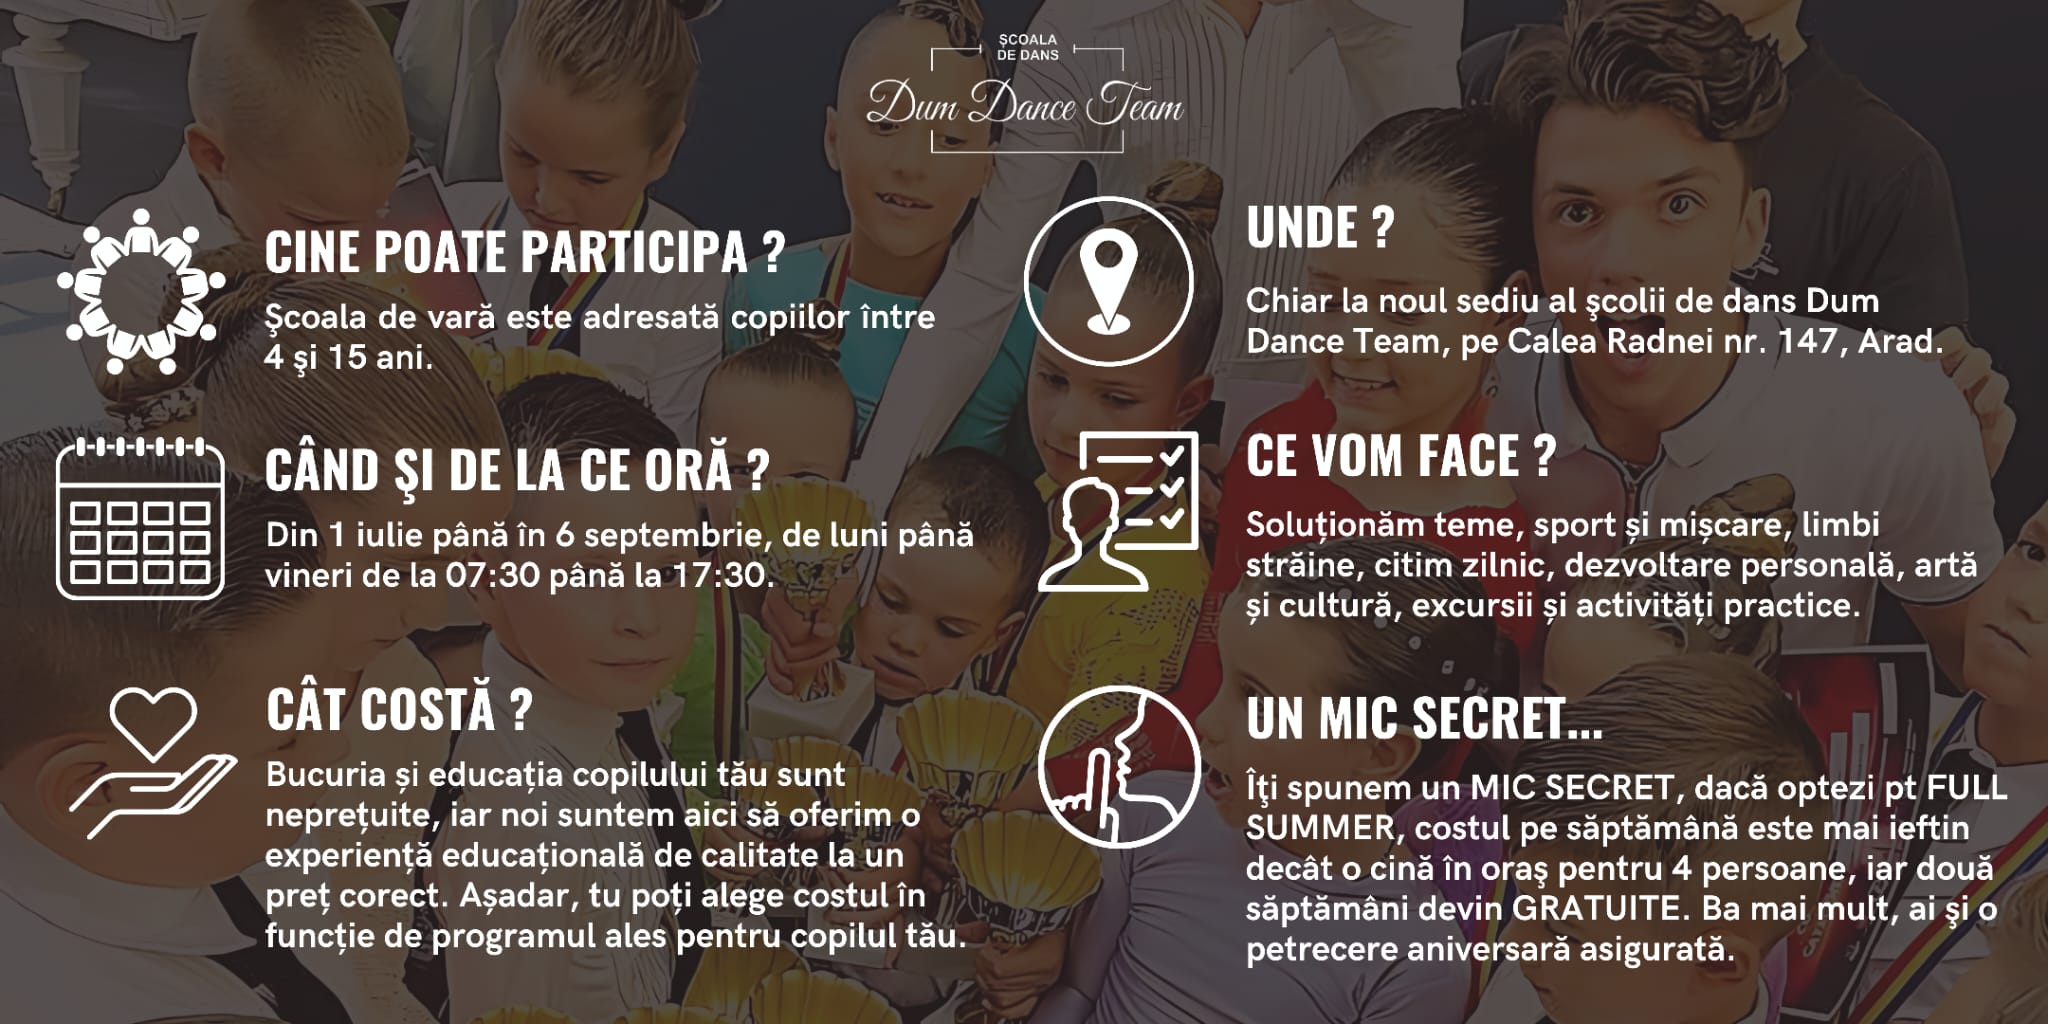 ȘCOALA
DE DANS
Dum Dance Team
CINE POATE PARTICIPA ?
Şcoala de vară este adresată copiilor între
4 şi 15 ani.
CÂND ŞI DE LA CE ORĂ ?
Din 1 iulie până în 6 septembrie, de luni până
vineri de la 07:30 până la 17:30.
CÂT COSTĂ ?
Bucuria și educația copilului tău sunt
neprețuite, iar noi suntem aici să oferim o
experiență educațională de calitate la un
preț corect. Așadar, tu poți alege costul în
funcție de programul ales pentru copilul tău.
UNDE ?
Chiar la noul sediu al şcolii de dans Dum
Dance Team, pe Calea Radnei nr. 147, Arad.
CE VOM FACE ?
Soluționăm teme, sport și mișcare, limbi
străine, citim zilnic, dezvoltare personală, artă
și cultură, excursii și activități practice.
UN MIC SECRET...
Îţi spunem un MIC SECRET, dacă optezi pt FULL
SUMMER, costul pe săptămână este mai ieftin
decât o cină în oraş pentru 4 persoane, iar două
săptămâni devin GRATUITE. Ba mai mult, ai şi o
petrecere aniversară asigurată.